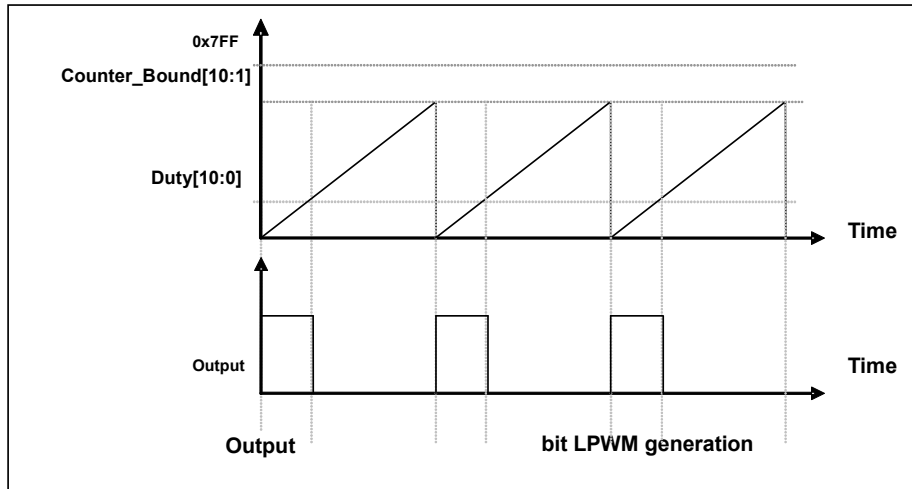 0x7FF
Counter_Bound[10:1]
Duty[10:0]
Time
Output
Time
Output
bit LPWM generation